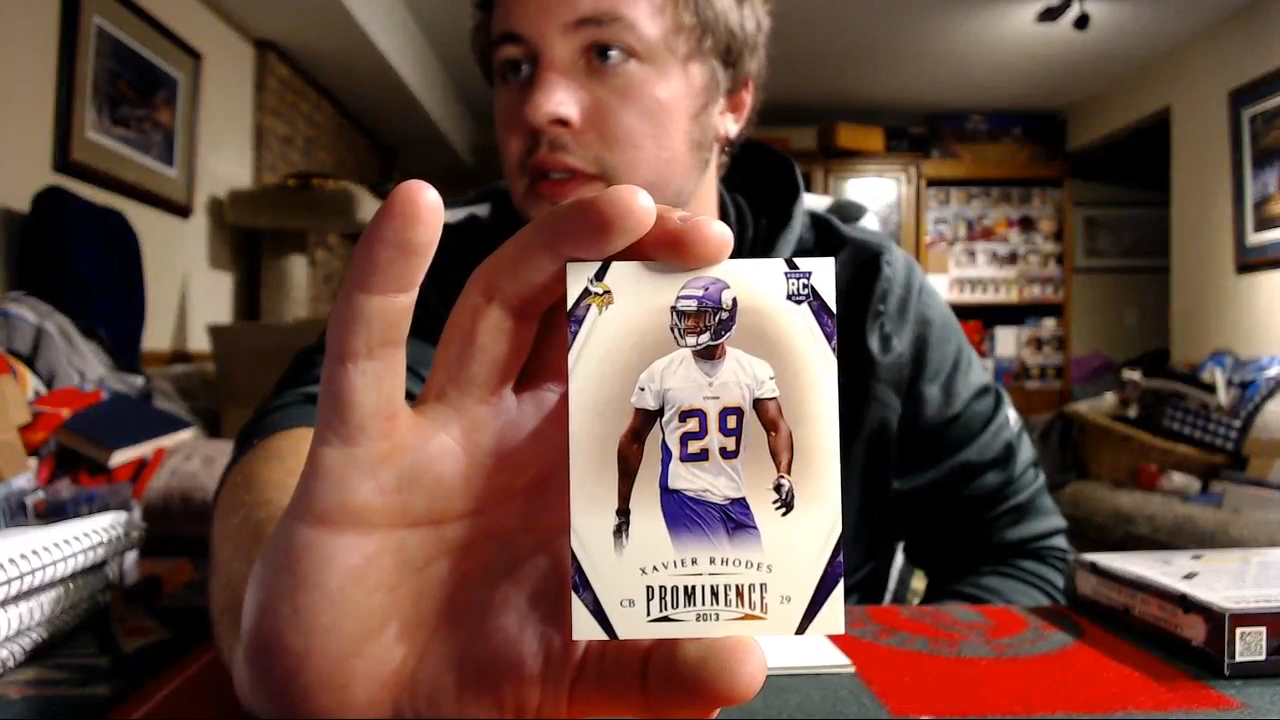 ROOKIE
RC
CARD
29
XAVIER RHODES
CB PROMINENCE 29
2013